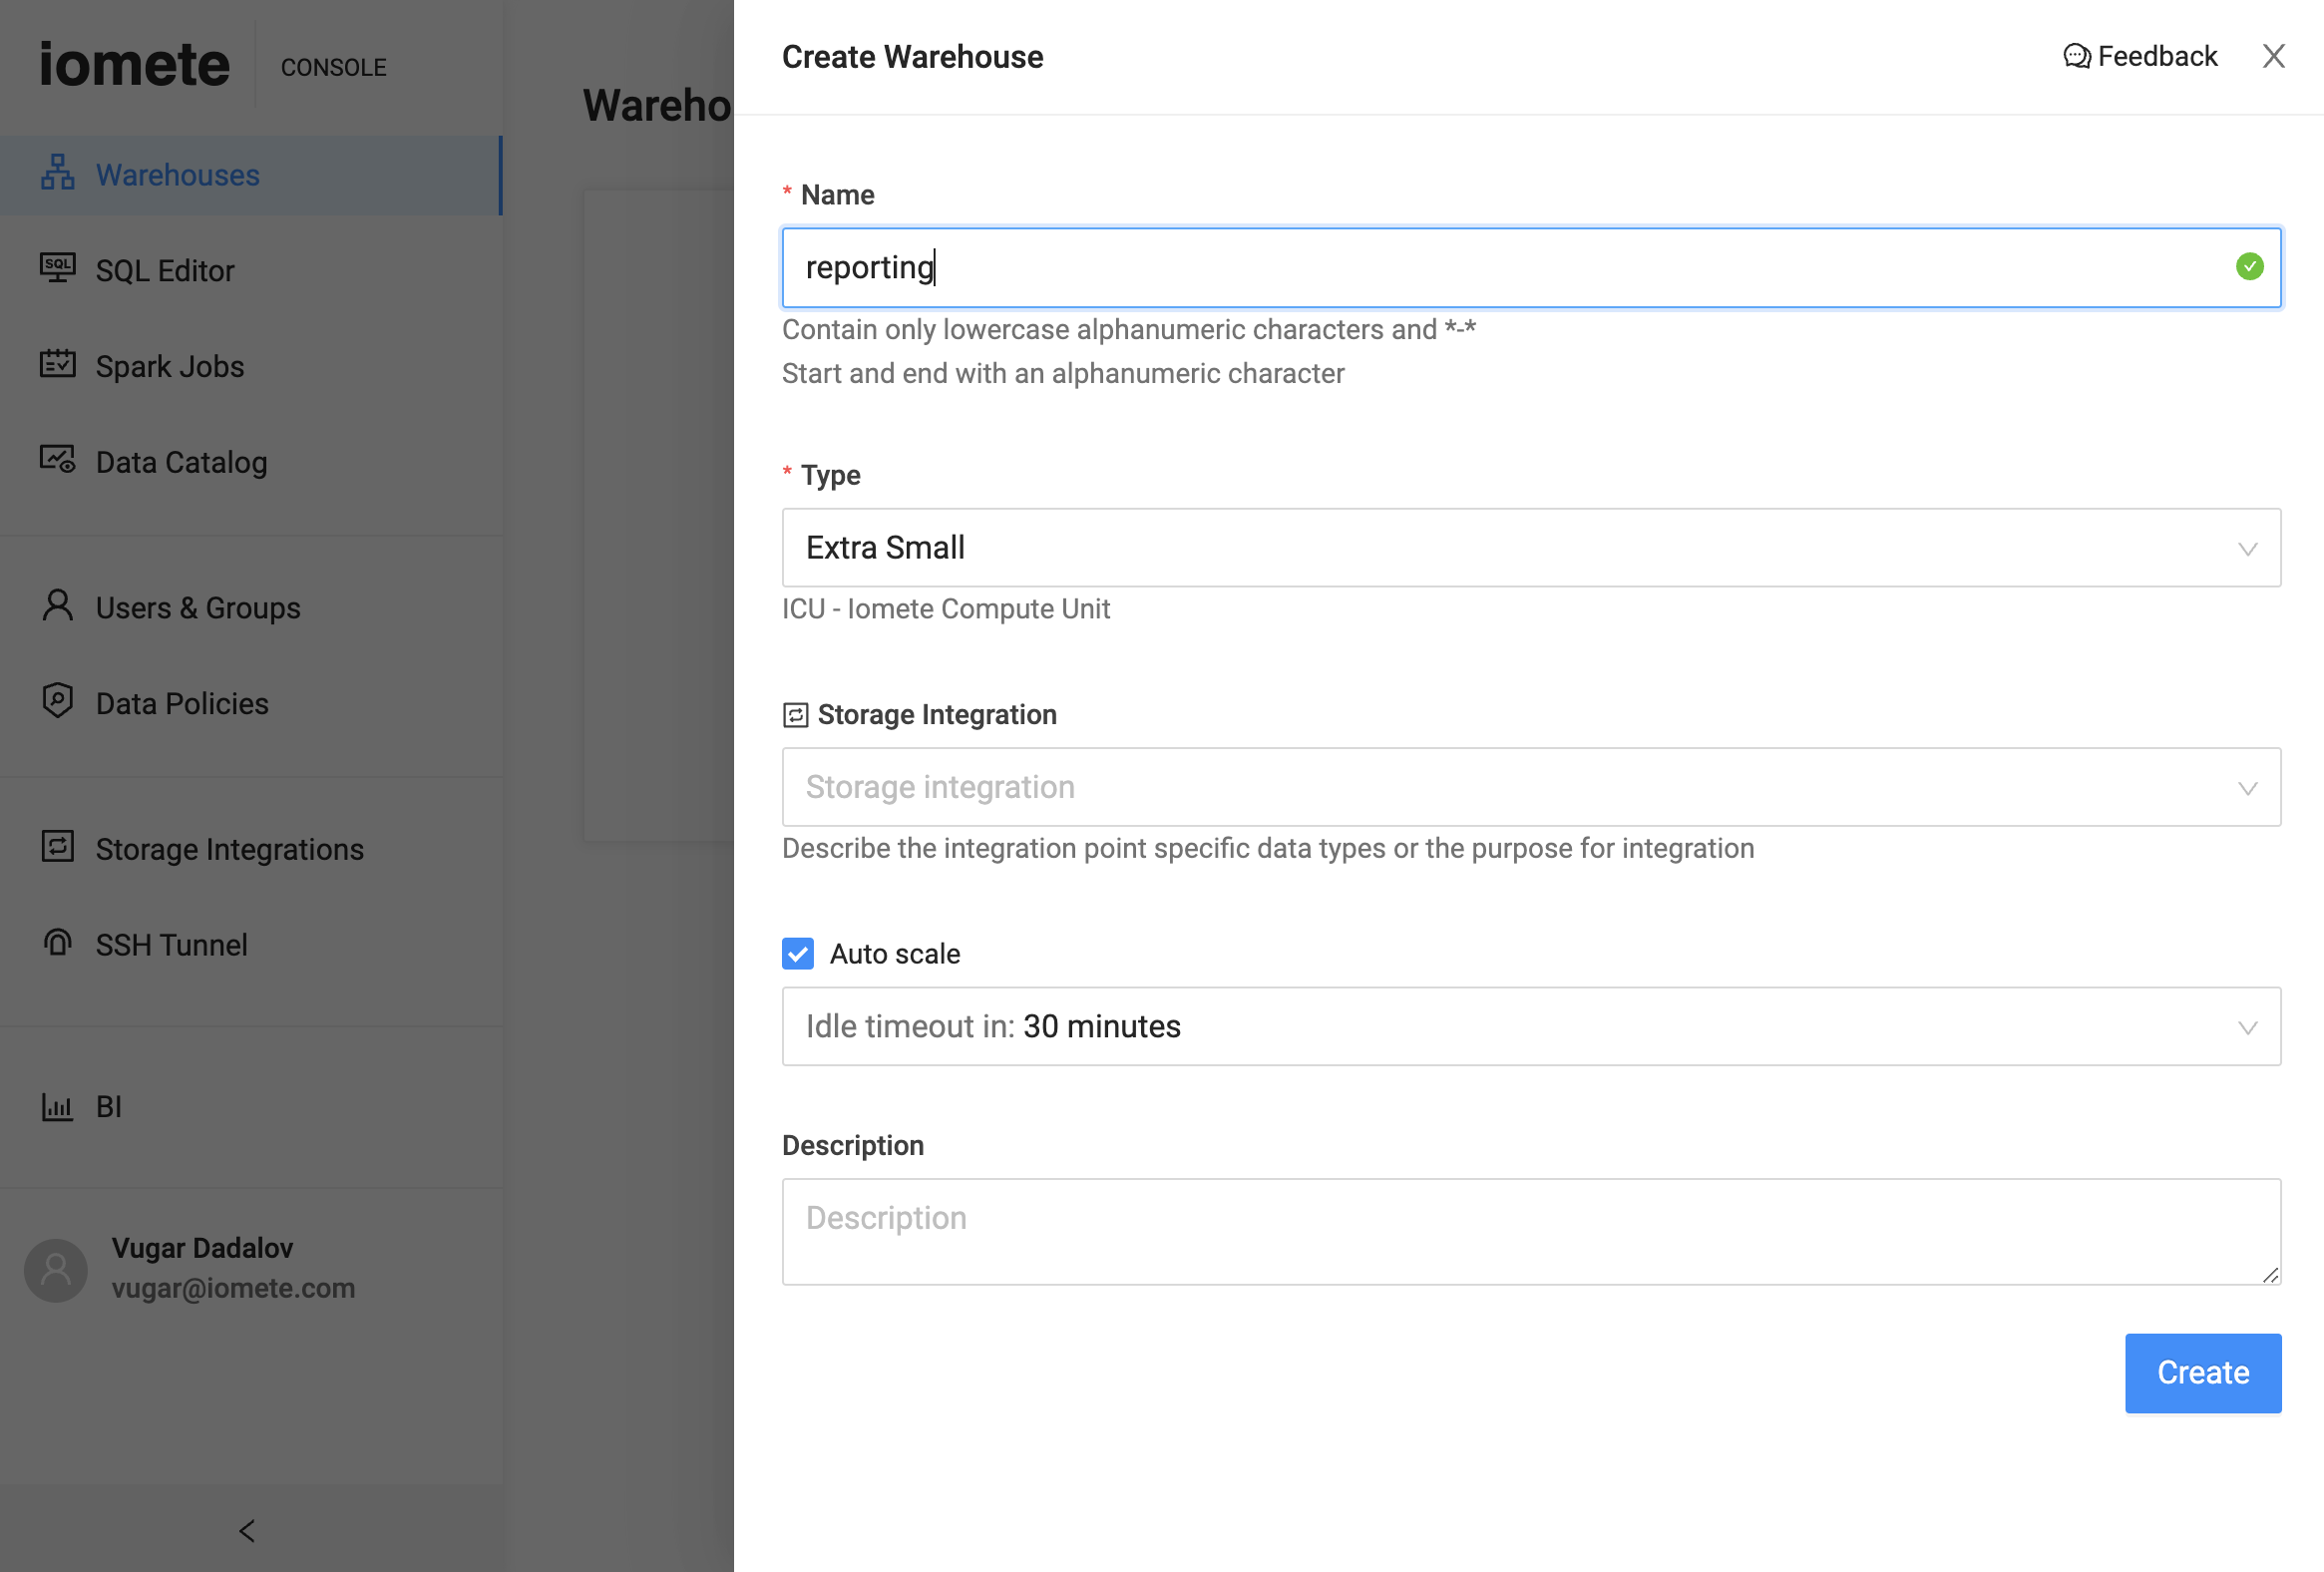 iomete CONSOLE
Warehouses
SQL Editor
Spark Jobs
Data Catalog
Users & Groups
Data Policies
Storage Integrations
SSH Tunnel
BI
Vugar Dadalov
vugar@iomete.com
Wareho
Create Warehouse
Feedback
* Name
reporting
Contain only lowercase alphanumeric characters and *-*
Start and end with an alphanumeric character
* Type
Extra Small
ICU - Iomete Compute Unit
Storage Integration
Storage integration
Describe the integration point specific data types or the purpose for integration
Auto scale
Idle timeout in: 30 minutes
Description
Description
Create